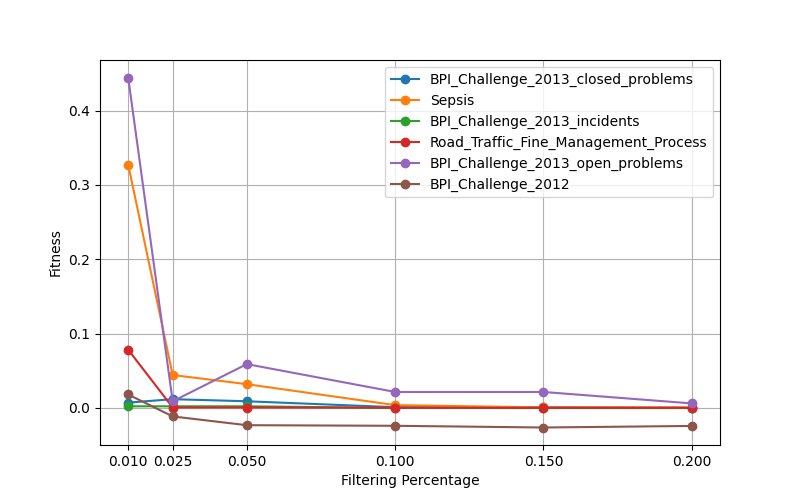 BPI_Challenge_2013_closed_problems
Sepsis
BPI_Challenge_2013_incidents
Road_Traffic_Fine_Management_Process
BPI_Challenge_2013_open_problems
BPI_Challenge_2012
0.4
0.3
0.2
0.1
0.0
Fitness
0.010 0.025 0.050 0.100 0.150 0.200
Filtering Percentage